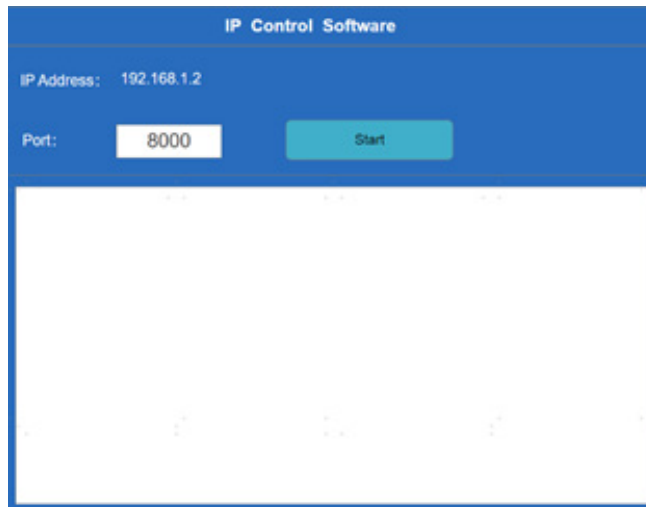 IP Control Software
IP Address: 192.168.1.2
Port: 8000 Start